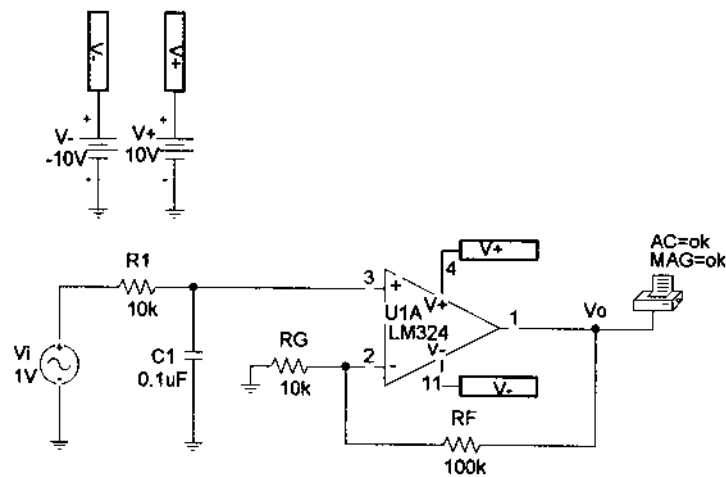 V-
V+
+
+
V-
-10V
V+
10V
-
-
R1
10k
Vi
1V
+
-
C1
0.1uF
3
+
V+
4
V+
U1A
LM324
1
Vo
AC=ok
MAG=ok
RG
10k
2
-
V-
11
V-
RF
100k